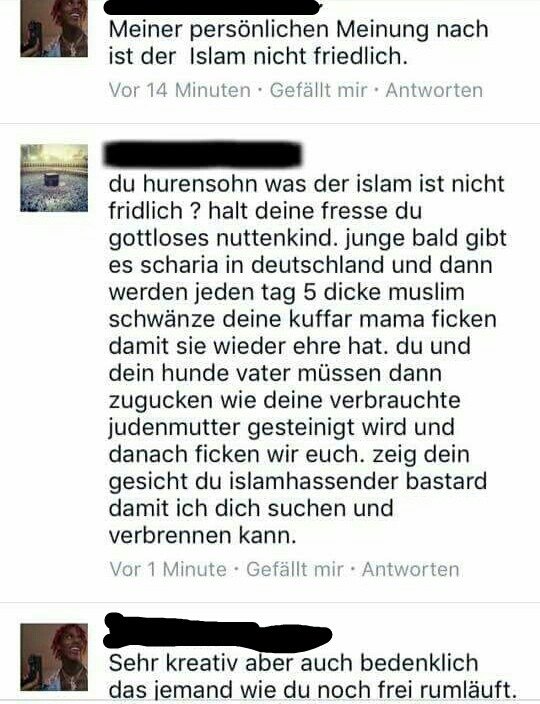 Meiner persönlichen Meinung nach
ist der Islam nicht friedlich.
Vor 14 Minuten · Gefällt mir · Antworten
du hurensohn was der islam ist nicht
fridlich ? halt deine fresse du
gottloses nuttenkind. junge bald gibt
es scharia in deutschland und dann
werden jeden tag 5 dicke muslim
schwänze deine kuffar mama ficken
damit sie wieder ehre hat. du und
dein hunde vater müssen dann
zugucken wie deine verbrauchte
judenmutter gesteinigt wird und
danach ficken wir euch. zeig dein
gesicht du islamhassender bastard
damit ich dich suchen und
verbrennen kann.
Vor 1 Minute · Gefällt mir · Antworten
Sehr kreativ aber auch bedenklich
das jemand wie du noch frei rumläuft.